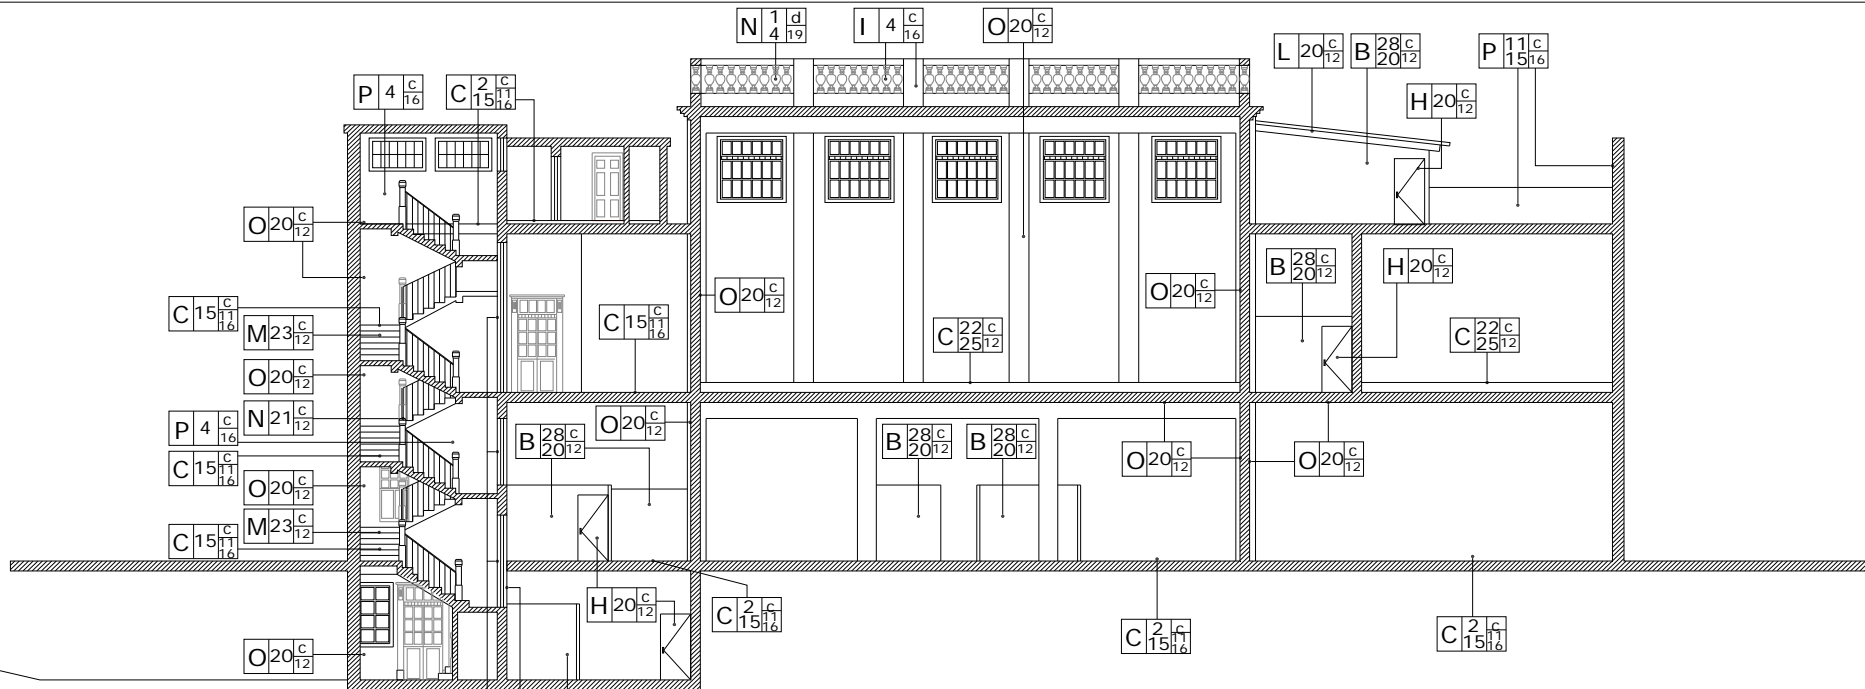 N 1 4 d 19
I 4 c 16
O 20 c 12
L 20 c 12
B 28 20 c 12
P 11 15 c 16
P 4 c 16
C 2 15 c 11 16
H 20 c 12
O 20 c 12
B 28 20 c 12
H 20 c 12
O 20 c 12
O 20 c 12
C 15 c 11 16
M 23 c 12
C 15 c 11 16
C 22 25 c 12
C 22 25 c 12
O 20 c 12
N 21 c 12
O 20 c 12
P 4 c 16
B 28 20 c 12
B 28 20 c 12
B 28 20 c 12
O 20 c 12
O 20 c 12
C 15 c 11 16
O 20 c 12
M 23 c 12
C 15 c 11 16
H 20 c 12
C 2 15 c 11 16
C 2 15 c 11 16
C 2 15 c 11 16
O 20 c 12